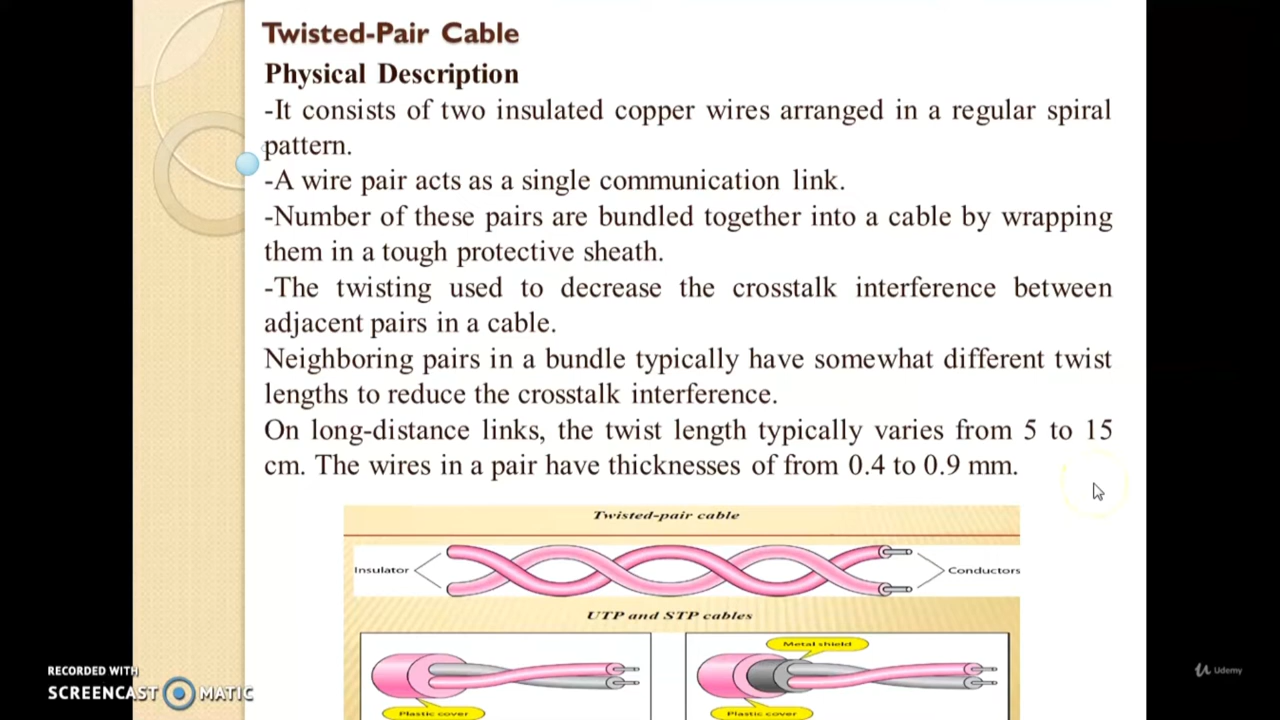 Twisted-Pair Cable
Physical Description
-It consists of two insulated copper wires arranged in a regular spiral
pattern.
-A wire pair acts as a single communication link.
-Number of these pairs are bundled together into a cable by wrapping
them in a tough protective sheath.
-The twisting used to decrease the crosstalk interference between
adjacent pairs in a cable.
Neighboring pairs in a bundle typically have somewhat different twist
lengths to reduce the crosstalk interference.
On long-distance links, the twist length typically varies from 5 to 15
cm. The wires in a pair have thicknesses of from 0.4 to 0.9 mm.
Twisted-pair cable
Insulator
Conductors
UTP and STP cables
Metal shield
Plastic cover
Plastic cover
RECORDED WITH
SCREENCAST MATIC
Udemy